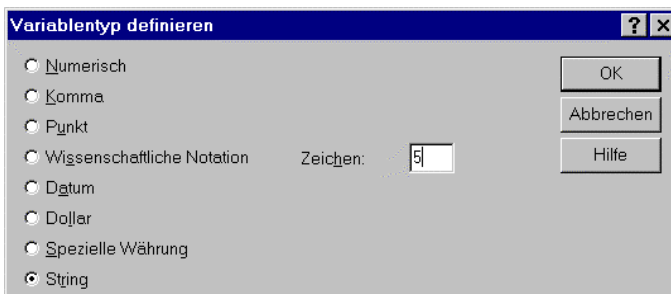 Variablentyp definieren
Numerisch
Komma
Punkt
Wissenschaftliche Notation
Datum
Dollar
Spezielle Währung
String
Zeichen: 5
OK
Abbrechen
Hilfe